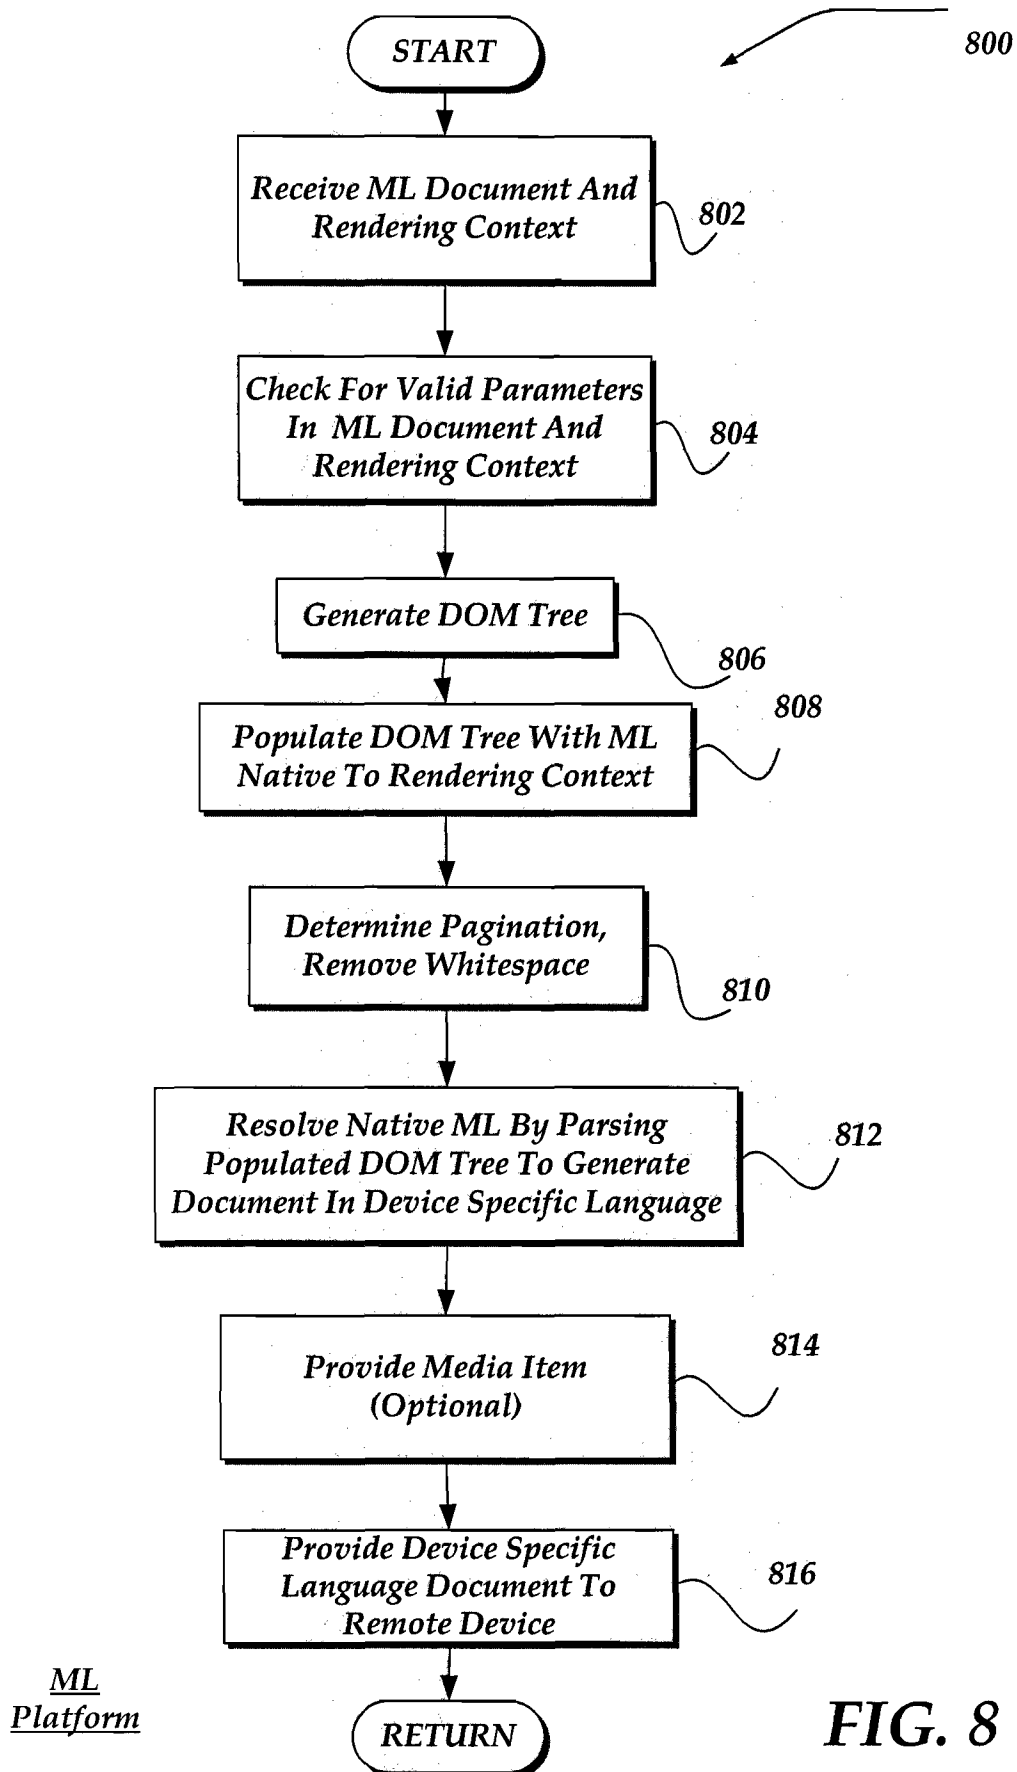 START
800
Receive ML Document And
Rendering Context
802
Check For Valid Parameters
In ML Document And
Rendering Context
804
Generate DOM Tree
806
808
Populate DOM Tree With ML
Native To Rendering Context
Determine Pagination,
Remove Whitespace
810
Resolve Native ML By Parsing
Populated DOM Tree To Generate
Document In Device Specific Language
812
Provide Media Item
(Optional)
814
Provide Device Specific
Language Document To
Remote Device
816
ML
Platform
RETURN
FIG. 8